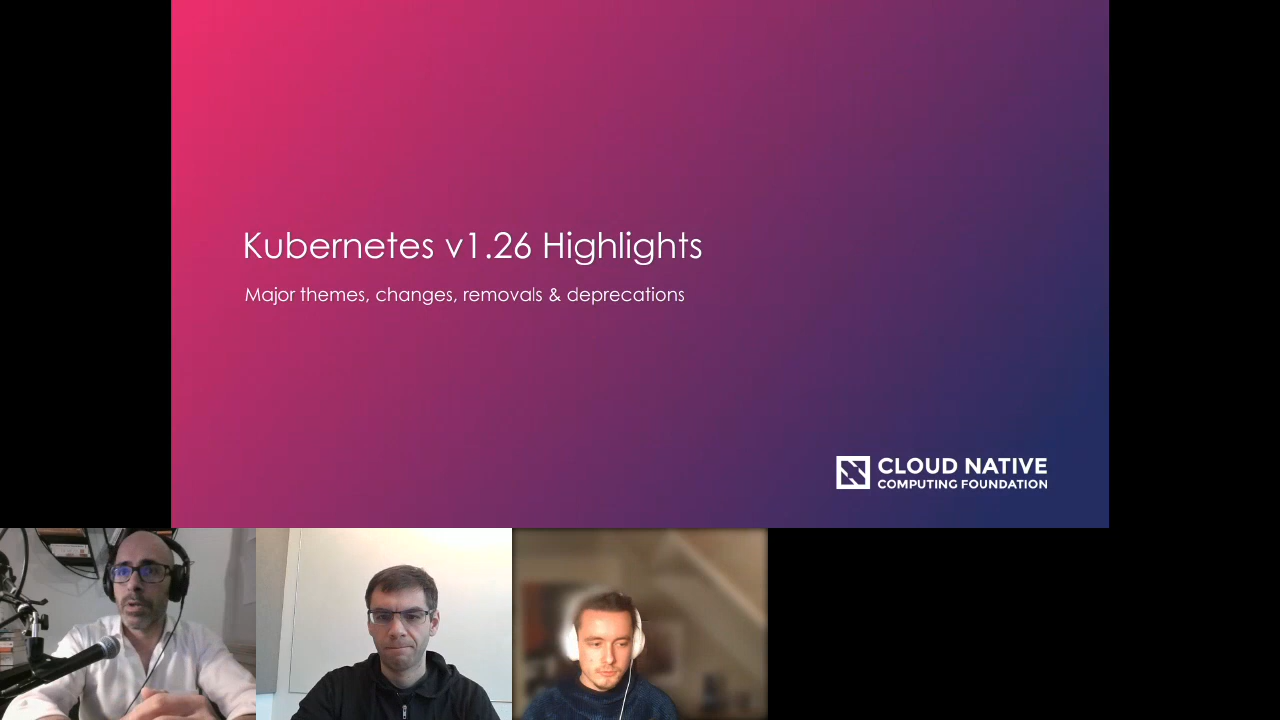 Kubernetes v1.26 Highlights
Major themes, changes, removals & deprecations
CLOUD NATIVE
COMPUTING FOUNDATION